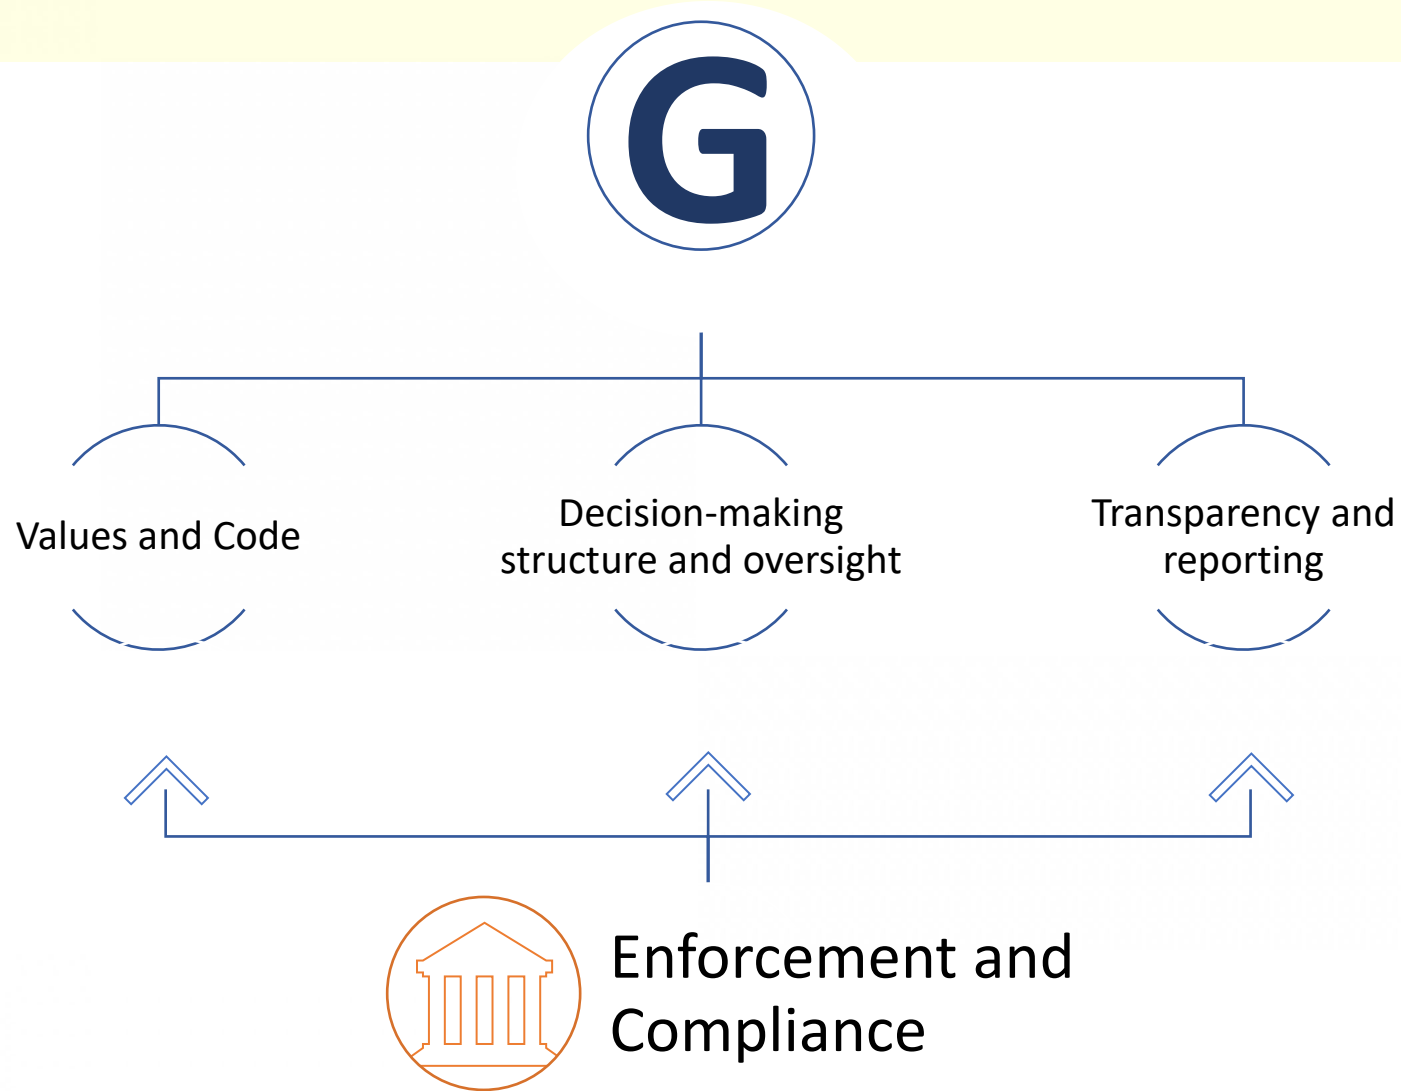 G
Values and Code
Decision-making
structure and oversight
Transparency and
reporting
Enforcement and
Compliance